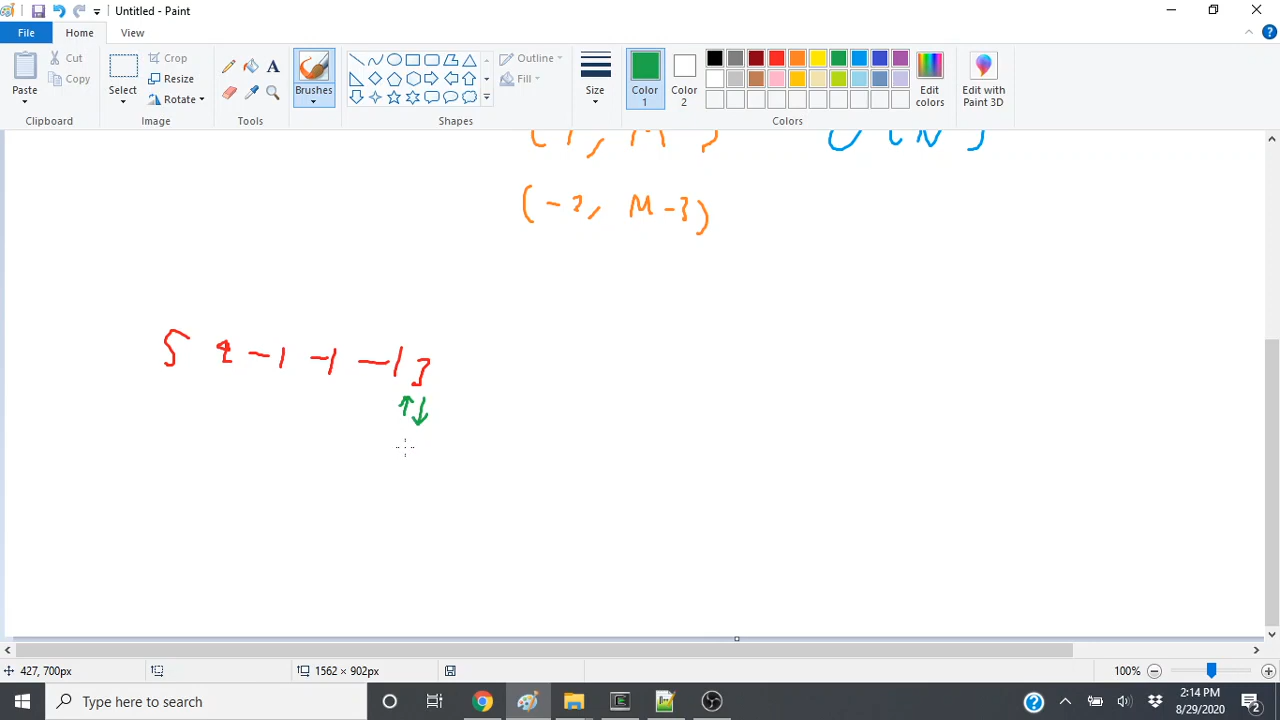 Untitled - Paint
File Home View
Paste
Cut
Copy
Clipboard
Select
Crop
Resize
Rotate
Image
Tools
Brushes
Shapes
Outline
Fill
Size
Color 1
Color 2
Colors
Edit colors
Edit with Paint 3D
(-2, M-3)
-1 -1 -1]
427, 700px
1562 × 902px
100%
Type here to search
2:14 PM
8/29/2020
2